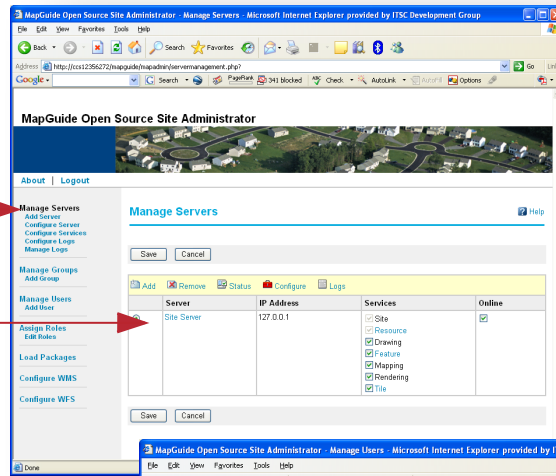 MapGuide Open Source Site Administrator - Manage Servers - Microsoft Internet Explorer provided by ITSC Development Group
File Edit View Favorites Tools Help
Back Search Favorites
Address http://ccs12356272/mapguide/mapadmin/servermanagement.php? Go Lin
Google Search PageRank 341 blocked Check AutoLink AutoFill Options
MapGuide Open Source Site Administrator
About | Logout
Manage Servers
Add Server
Configure Server
Configure Services
Configure Logs
Manage Logs
Manage Groups
Add Group
Manage Users
Add User
Assign Roles
Edit Roles
Load Packages
Configure WMS
Configure WFS
Manage Servers Help
Save Cancel
Add Remove Status Configure Logs
Server IP Address Services Online
Site Server 127.0.0.1 Site
Resource
Drawing
Feature
Mapping
Rendering
Tile
Save Cancel
Done
MapGuide Open Source Site Administrator - Manage Users - Microsoft Internet Explorer provided by
File Edit View Favorites Tools Help